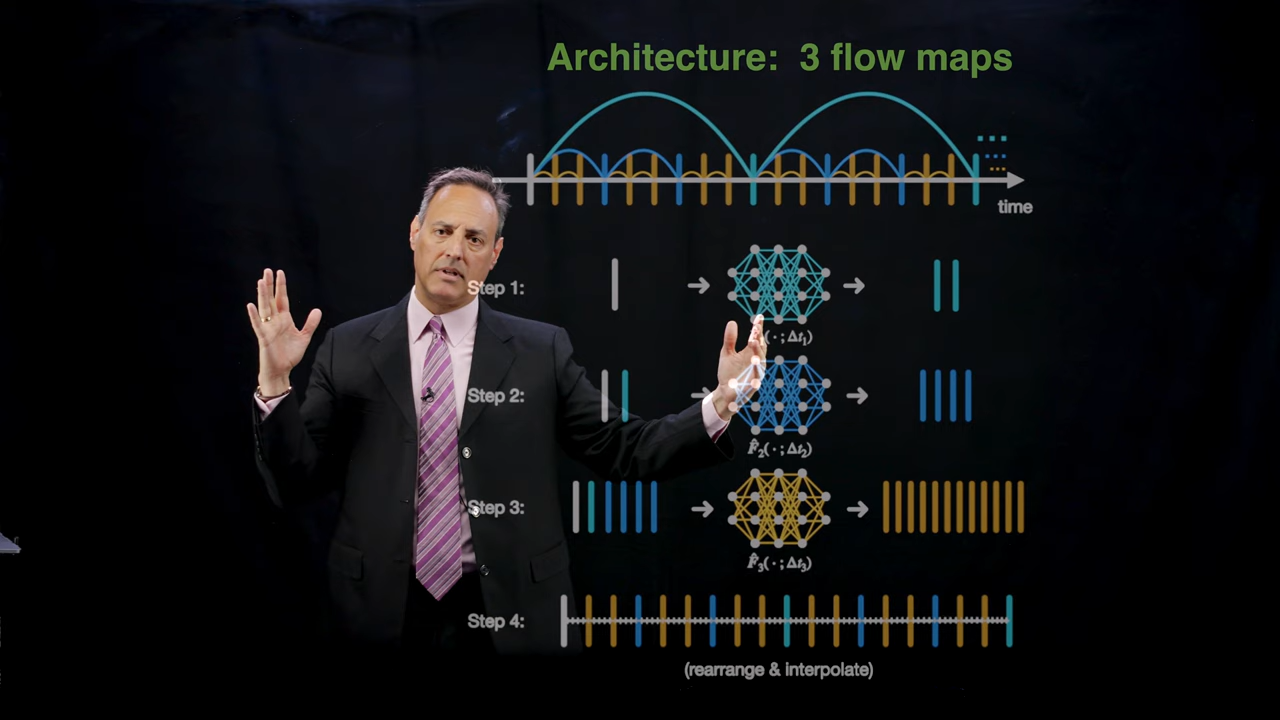 Architecture: 3 flow maps
time
Step 1:
( · ; Δt₁)
Step 2:
F̂₂( · ; Δt₂)
Step 3:
F̂₃( · ; Δt₃)
Step 4:
(rearrange & interpolate)